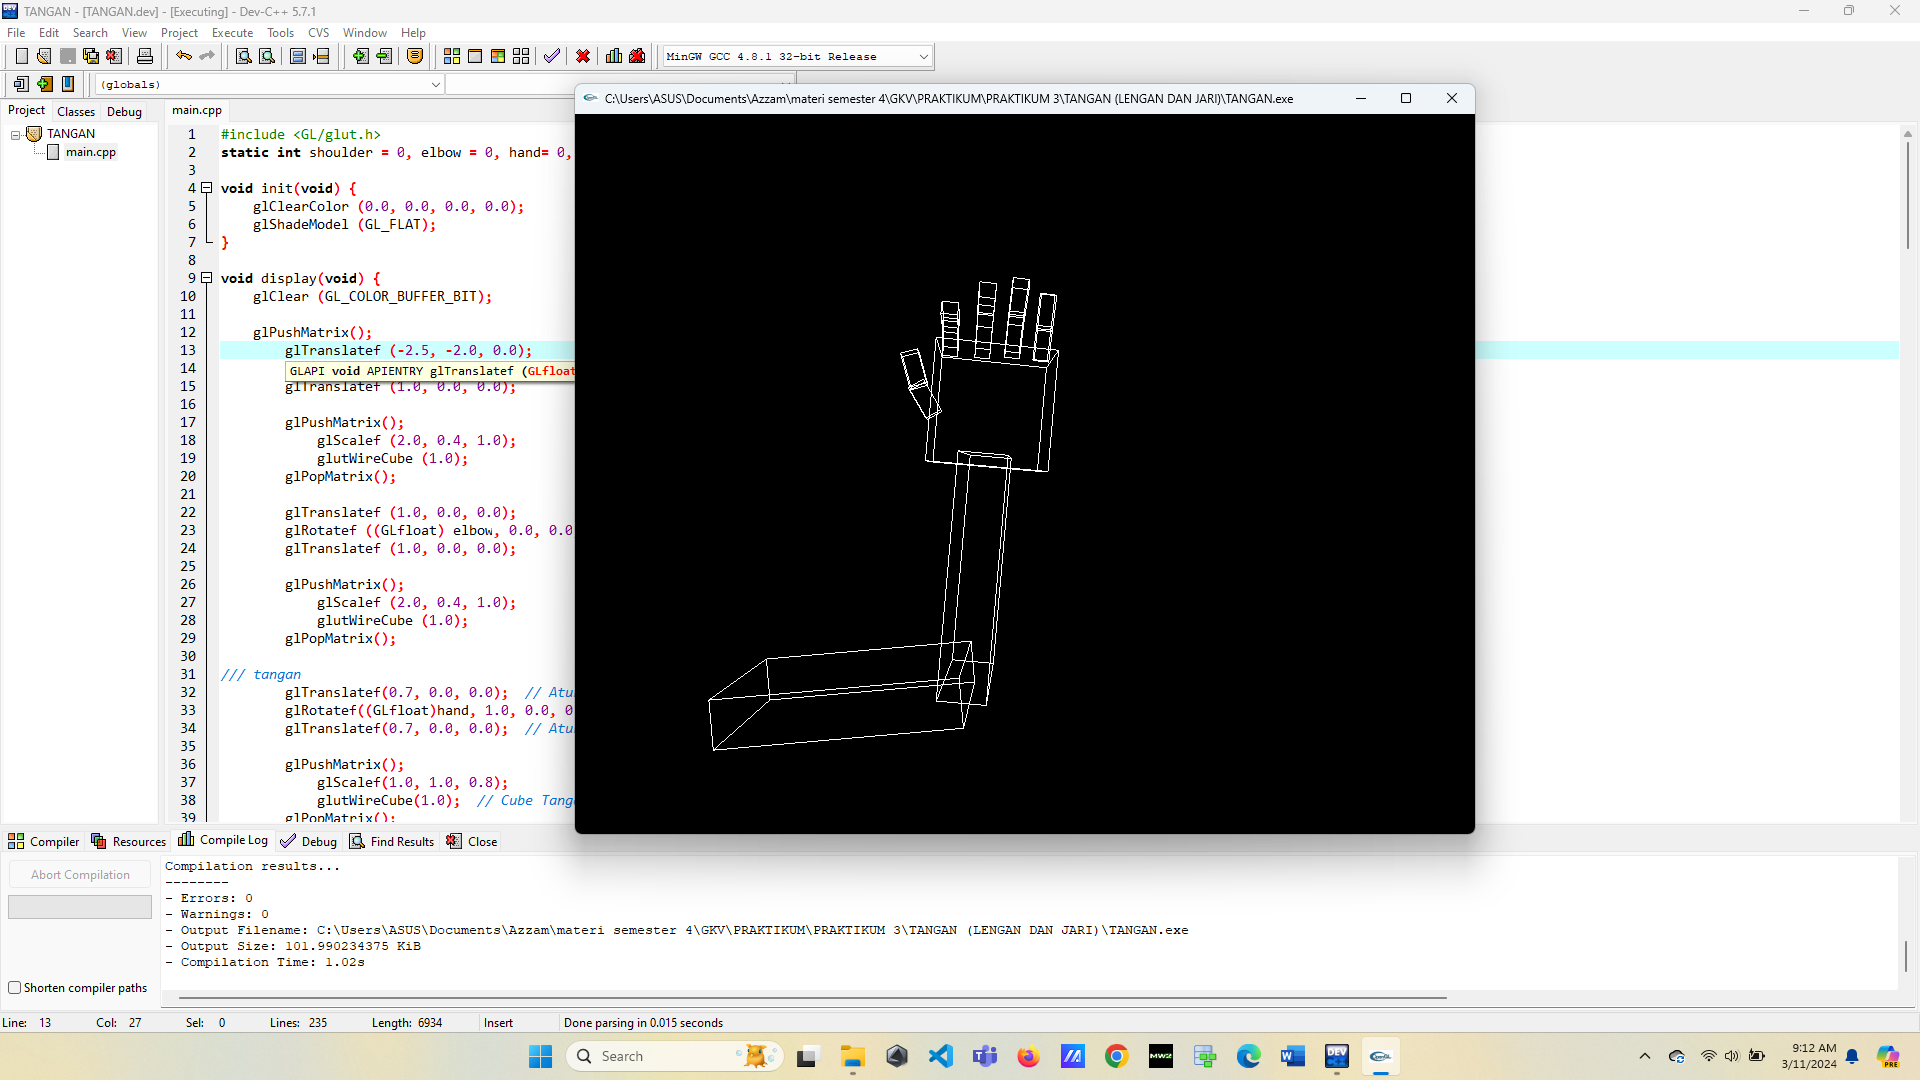 TANGAN - [TANGAN.dev] - [Executing] - Dev-C++ 5.7.1
File Edit Search View Project Execute Tools CVS Window Help
MinGW GCC 4.8.1 32-bit Release
(globals)
Project Classes Debug
main.cpp
TANGAN
main.cpp
C:\Users\ASUS\Documents\Azzam\materi semester 4\GKV\PRAKTIKUM\PRAKTIKUM 3\TANGAN (LENGAN DAN JARI)\TANGAN.exe
1 #include <GL/glut.h>
2 static int shoulder = 0, elbow = 0, hand= 0,
3
4 void init(void) {
5 glClearColor (0.0, 0.0, 0.0, 0.0);
6 glShadeModel (GL_FLAT);
7 }
8
9 void display(void) {
10 glClear (GL_COLOR_BUFFER_BIT);
11
12 glPushMatrix();
13 glTranslatef (-2.5, -2.0, 0.0);
14 GLAPI void APIENTRY glTranslatef (GLfloat
15 glTranslatef (1.0, 0.0, 0.0);
16
17 glPushMatrix();
18 glScalef (2.0, 0.4, 1.0);
19 glutWireCube (1.0);
20 glPopMatrix();
21
22 glTranslatef (1.0, 0.0, 0.0);
23 glRotatef ((GLfloat) elbow, 0.0, 0.0
24 glTranslatef (1.0, 0.0, 0.0);
25
26 glPushMatrix();
27 glScalef (2.0, 0.4, 1.0);
28 glutWireCube (1.0);
29 glPopMatrix();
30
31 /// tangan
32 glTranslatef(0.7, 0.0, 0.0); // Atu
33 glRotatef((GLfloat)hand, 1.0, 0.0, 0
34 glTranslatef(0.7, 0.0, 0.0); // Atu
35
36 glPushMatrix();
37 glScalef(1.0, 1.0, 0.8);
38 glutWireCube(1.0); // Cube Tang
39 glPopMatrix();
Compiler Resources Compile Log Debug Find Results Close
Abort Compilation
Shorten compiler paths
Compilation results...
--------
- Errors: 0
- Warnings: 0
- Output Filename: C:\Users\ASUS\Documents\Azzam\materi semester 4\GKV\PRAKTIKUM\PRAKTIKUM 3\TANGAN (LENGAN DAN JARI)\TANGAN.exe
- Output Size: 101.990234375 KiB
- Compilation Time: 1.02s
Line: 13 Col: 27 Sel: 0 Lines: 235 Length: 6934 Insert Done parsing in 0.015 seconds
Search
9:12 AM
3/11/2024